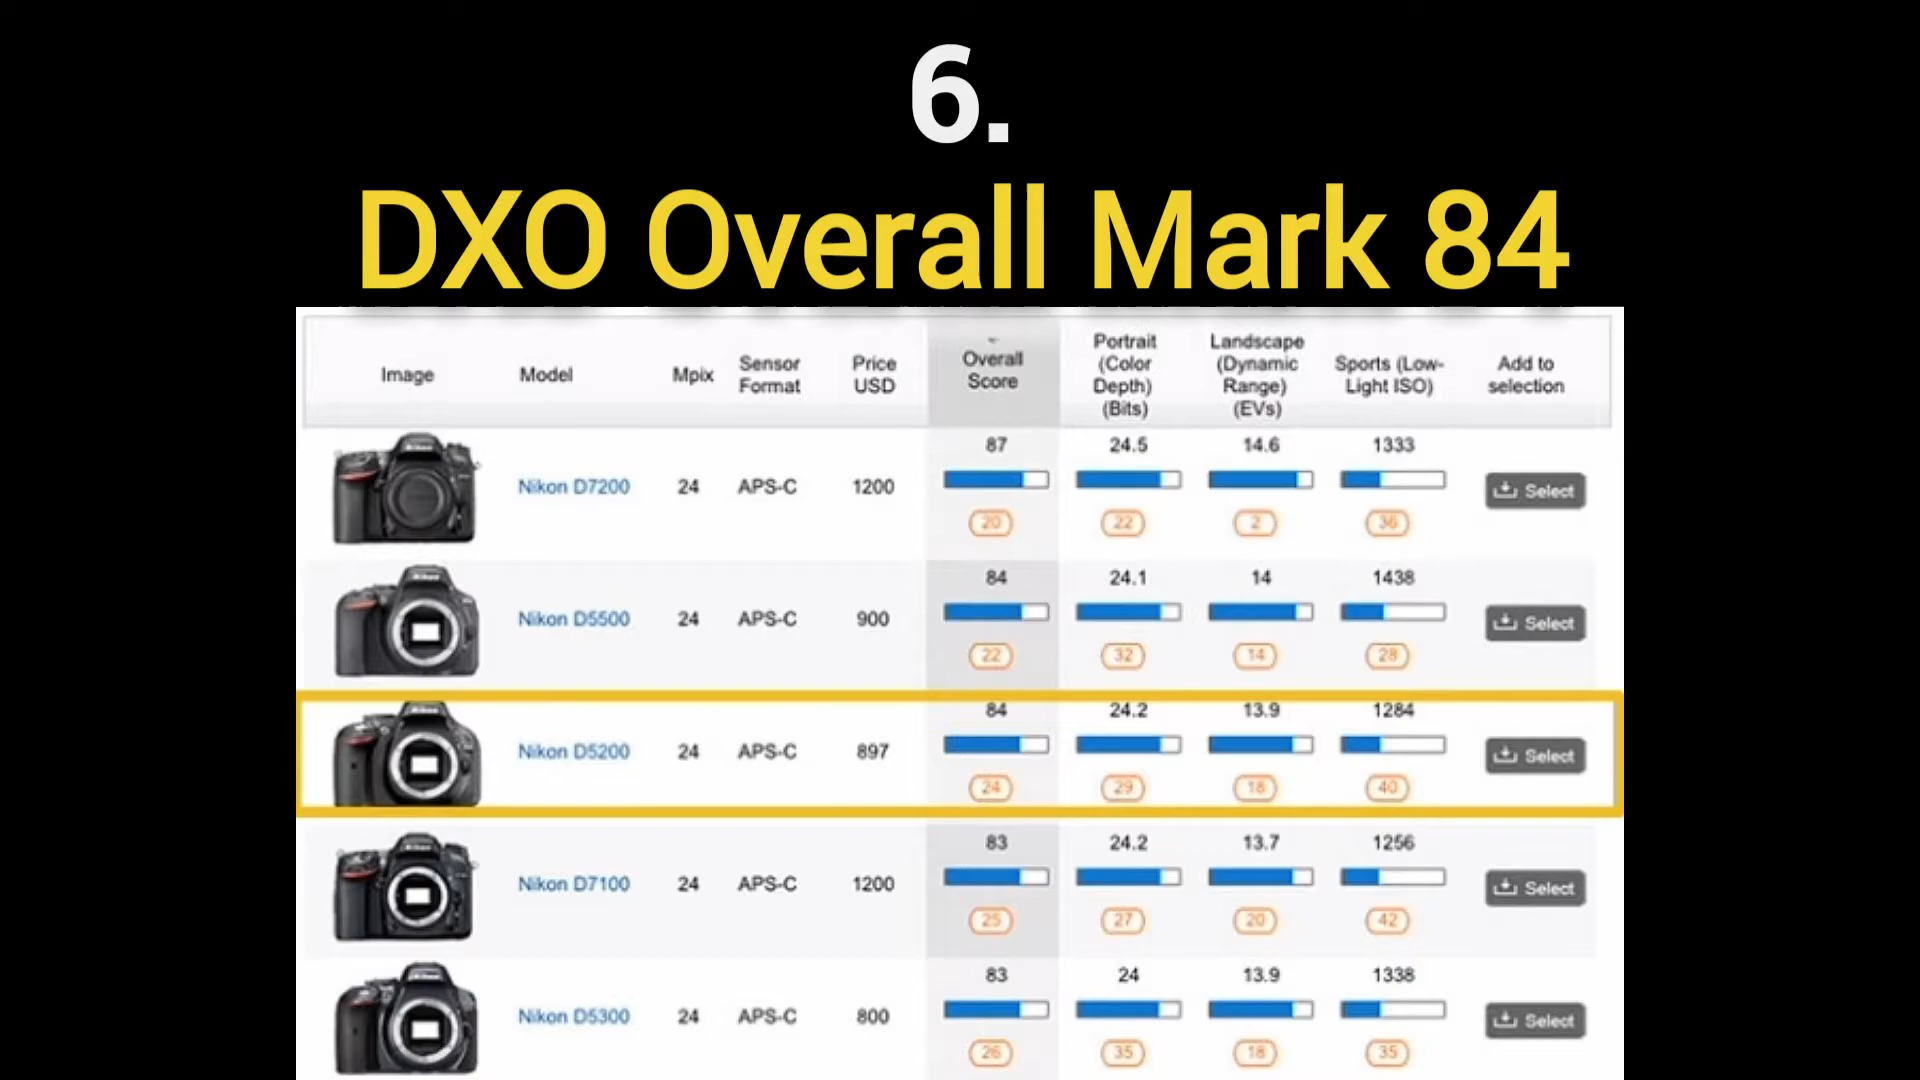 6.
DXO Overall Mark 84
Image
Model
Mpix
Sensor
Format
Price
USD
Overall
Score
Portrait
(Color
Depth)
(Bits)
Landscape
(Dynamic
Range)
(EVs)
Sports (Low-
Light ISO)
Add to
selection
Nikon D7200 24 APS-C 1200
87 24.5 14.6 1333
20 22 2 36
Select
Nikon D5500 24 APS-C 900
84 24.1 14 1438
22 32 14 28
Select
Nikon D5200 24 APS-C 897
84 24.2 13.9 1284
24 29 18 40
Select
Nikon D7100 24 APS-C 1200
83 24.2 13.7 1256
25 27 20 42
Select
Nikon D5300 24 APS-C 800
83 24 13.9 1338
26 35 18 35
Select